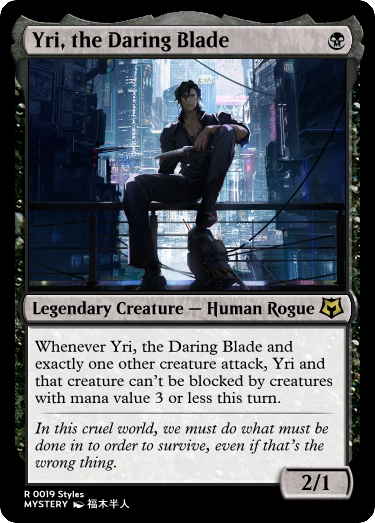 Yri, the Daring Blade
Legendary Creature — Human Rogue
Whenever Yri, the Daring Blade and
exactly one other creature attack, Yri and
that creature can't be blocked by creatures
with mana value 3 or less this turn.
In this cruel world, we must do what must be
done in to order to survive, even if that's the
wrong thing.
2/1
R 0019 Styles
MYSTERY 福木半人